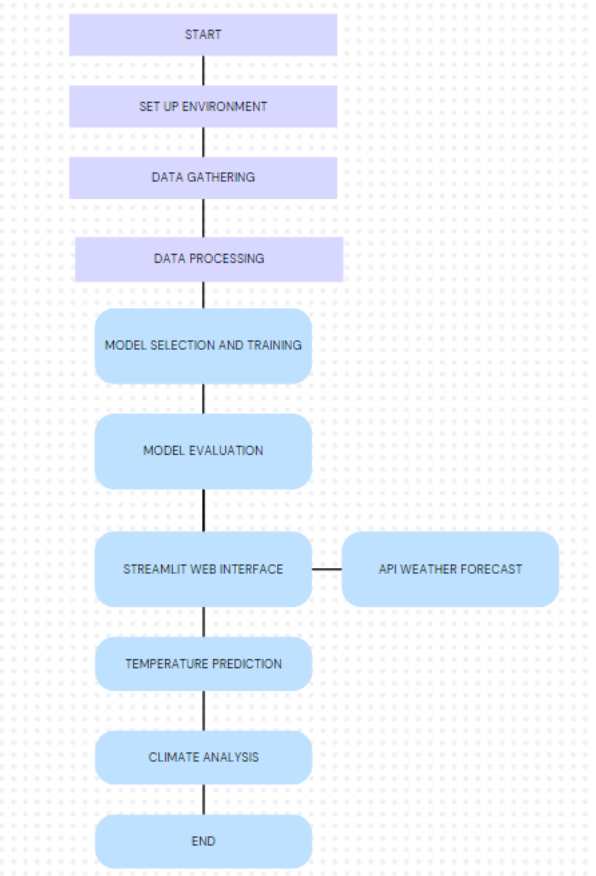 START
SET UP ENVIRONMENT
DATA GATHERING
DATA PROCESSING
MODEL SELECTION AND TRAINING
MODEL EVALUATION
STREAMLIT WEB INTERFACE
API WEATHER FORECAST
TEMPERATURE PREDICTION
CLIMATE ANALYSIS
END